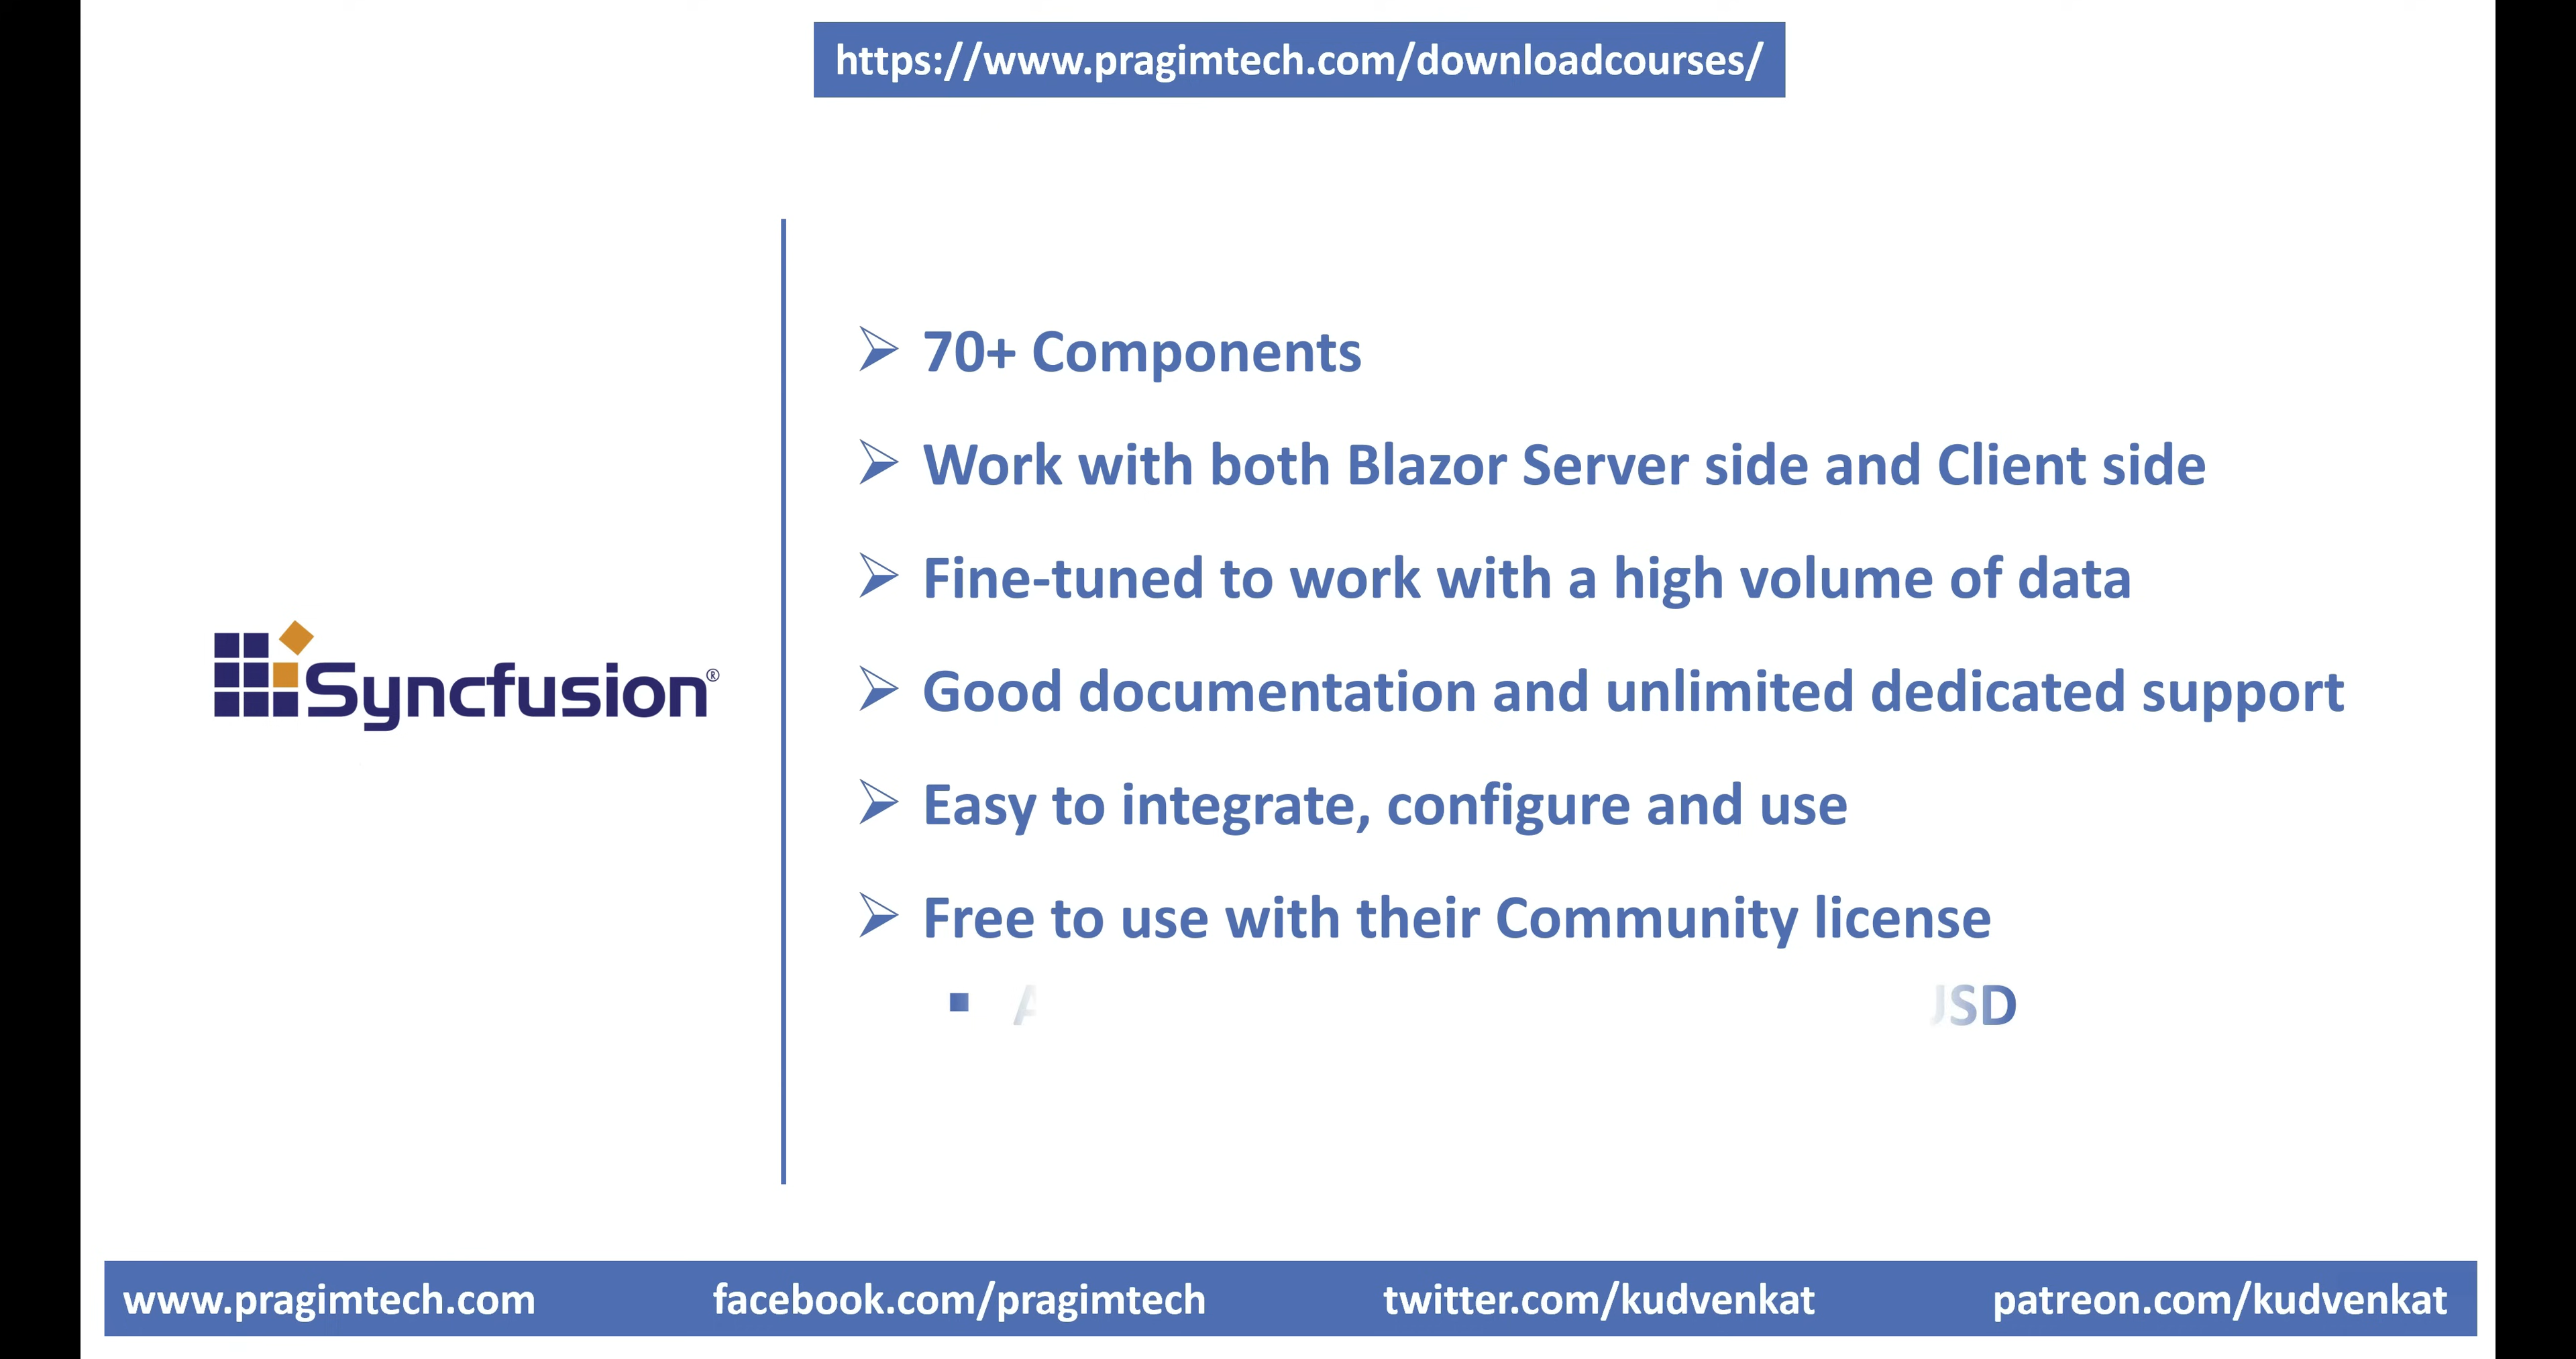 https://www.pragimtech.com/downloadcourses/
70+ Components
Work with both Blazor Server side and Client side
Fine-tuned to work with a high volume of data
Good documentation and unlimited dedicated support
Easy to integrate, configure and use
Free to use with their Community license
A USD
Syncfusion®
www.pragimtech.com facebook.com/pragimtech twitter.com/kudvenkat patreon.com/kudvenkat